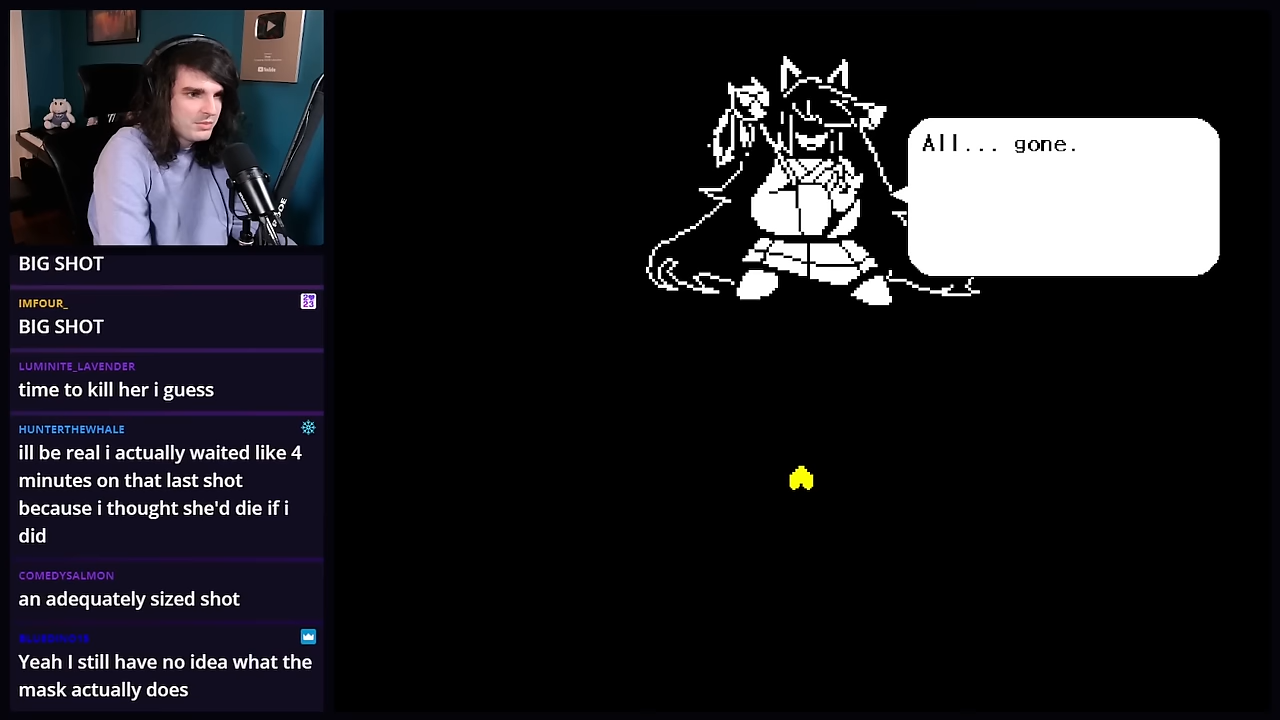 BIG SHOT
IMFOUR_
BIG SHOT
LUMINITE_LAVENDER
time to kill her i guess
HUNTERTHEWHALE
ill be real i actually waited like 4
minutes on that last shot
because i thought she'd die if i
did
COMEDYSALMON
an adequately sized shot
Yeah I still have no idea what the
mask actually does
All... gone.